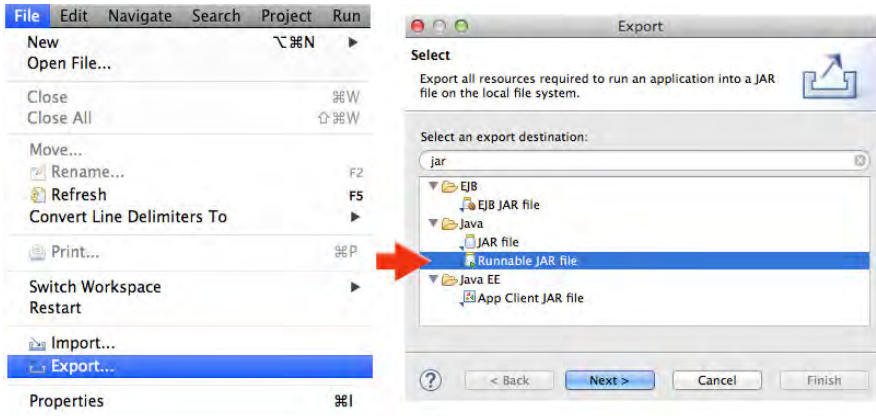 File Edit Navigate Search Project Run
New ⌥⌘N ▶
Open File...
Close ⌘W
Close All ⇧⌘W
Move...
Rename... F2
Refresh F5
Convert Line Delimiters To ▶
Print... ⌘P
Switch Workspace ▶
Restart
Import...
Export...
Properties ⌘I
Export
Select
Export all resources required to run an application into a JAR
file on the local file system.
Select an export destination:
jar
EJB
EJB JAR file
Java
JAR file
Runnable JAR file
Java EE
App Client JAR file
? < Back Next > Cancel Finish